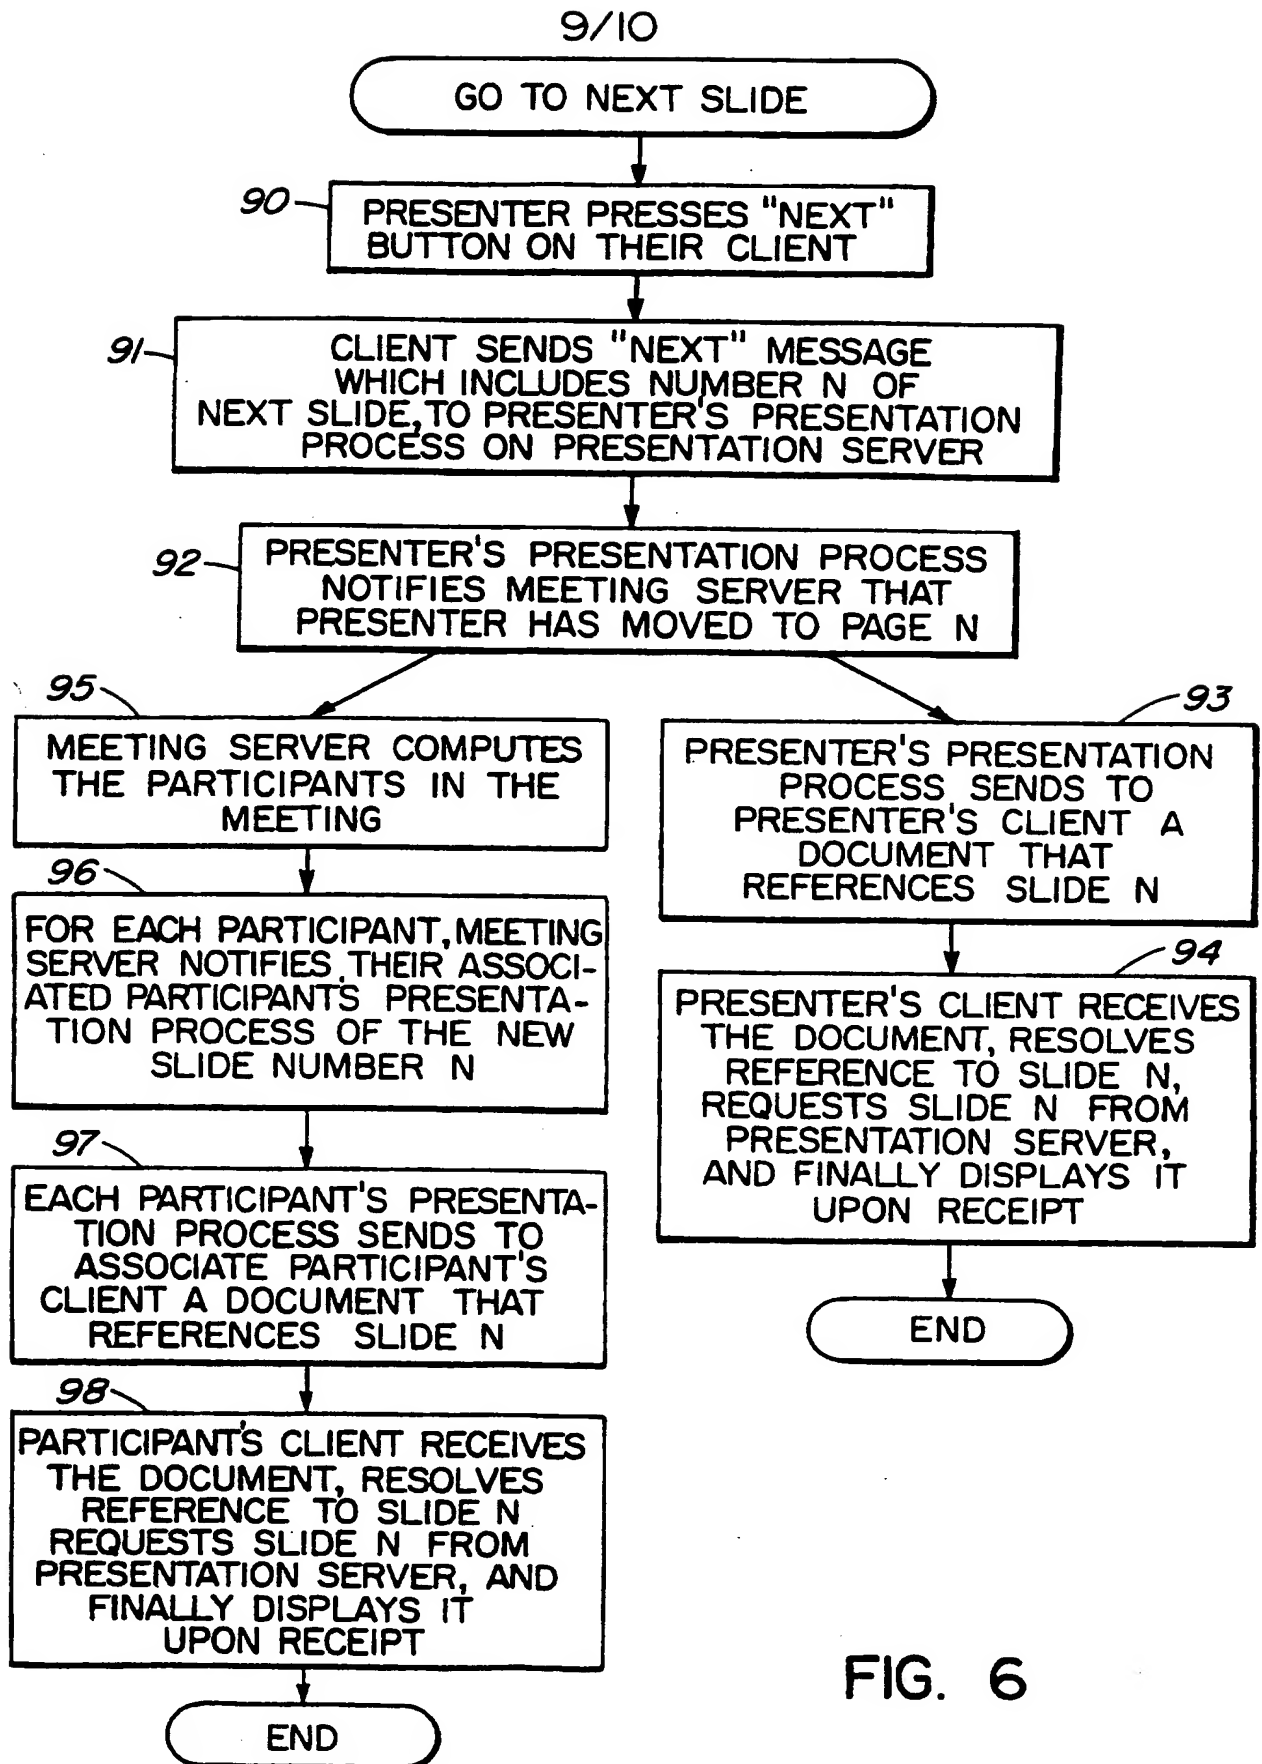 9/10
GO TO NEXT SLIDE
90
PRESENTER PRESSES "NEXT"
BUTTON ON THEIR CLIENT
91
CLIENT SENDS "NEXT" MESSAGE
WHICH INCLUDES NUMBER N OF
NEXT SLIDE, TO PRESENTER'S PRESENTATION
PROCESS ON PRESENTATION SERVER
92
PRESENTER'S PRESENTATION PROCESS
NOTIFIES MEETING SERVER THAT
PRESENTER HAS MOVED TO PAGE N
95
MEETING SERVER COMPUTES
THE PARTICIPANTS IN THE
MEETING
96
FOR EACH PARTICIPANT, MEETING
SERVER NOTIFIES THEIR ASSOCI-
ATED PARTICIPANT'S PRESENTA-
TION PROCESS OF THE NEW
SLIDE NUMBER N
97
EACH PARTICIPANT'S PRESENTA-
TION PROCESS SENDS TO
ASSOCIATE PARTICIPANT'S
CLIENT A DOCUMENT THAT
REFERENCES SLIDE N
98
PARTICIPANT'S CLIENT RECEIVES
THE DOCUMENT, RESOLVES
REFERENCE TO SLIDE N
REQUESTS SLIDE N FROM
PRESENTATION SERVER, AND
FINALLY DISPLAYS IT
UPON RECEIPT
END
93
PRESENTER'S PRESENTATION
PROCESS SENDS TO
PRESENTER'S CLIENT A
DOCUMENT THAT
REFERENCES SLIDE N
94
PRESENTER'S CLIENT RECEIVES
THE DOCUMENT, RESOLVES
REFERENCE TO SLIDE N,
REQUESTS SLIDE N FROM
PRESENTATION SERVER,
AND FINALLY DISPLAYS IT
UPON RECEIPT
END
FIG. 6